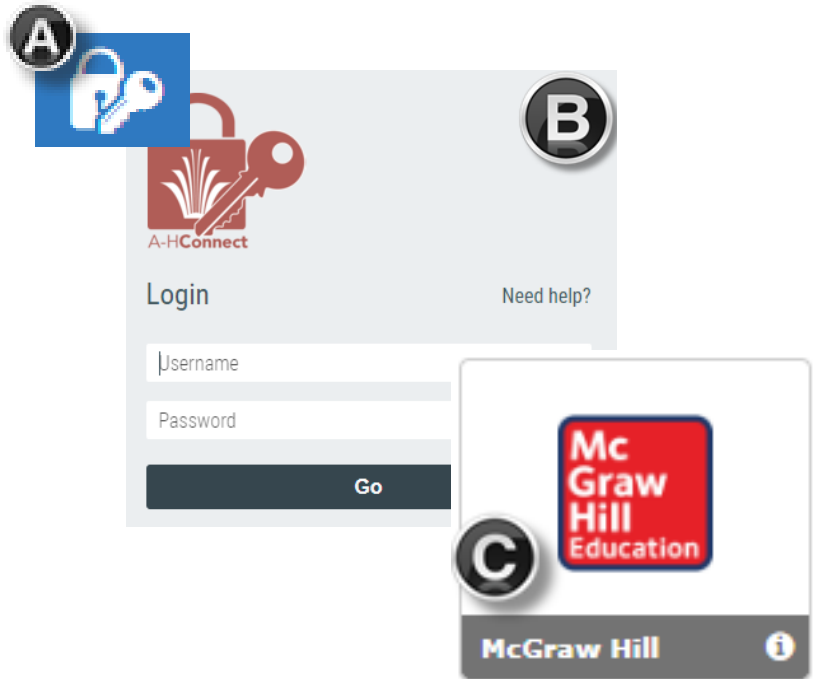 A
B
A-HConnect
Login
Need help?
Username
Password
Go
Mc
Graw
Hill
Education
C
McGraw Hill
i